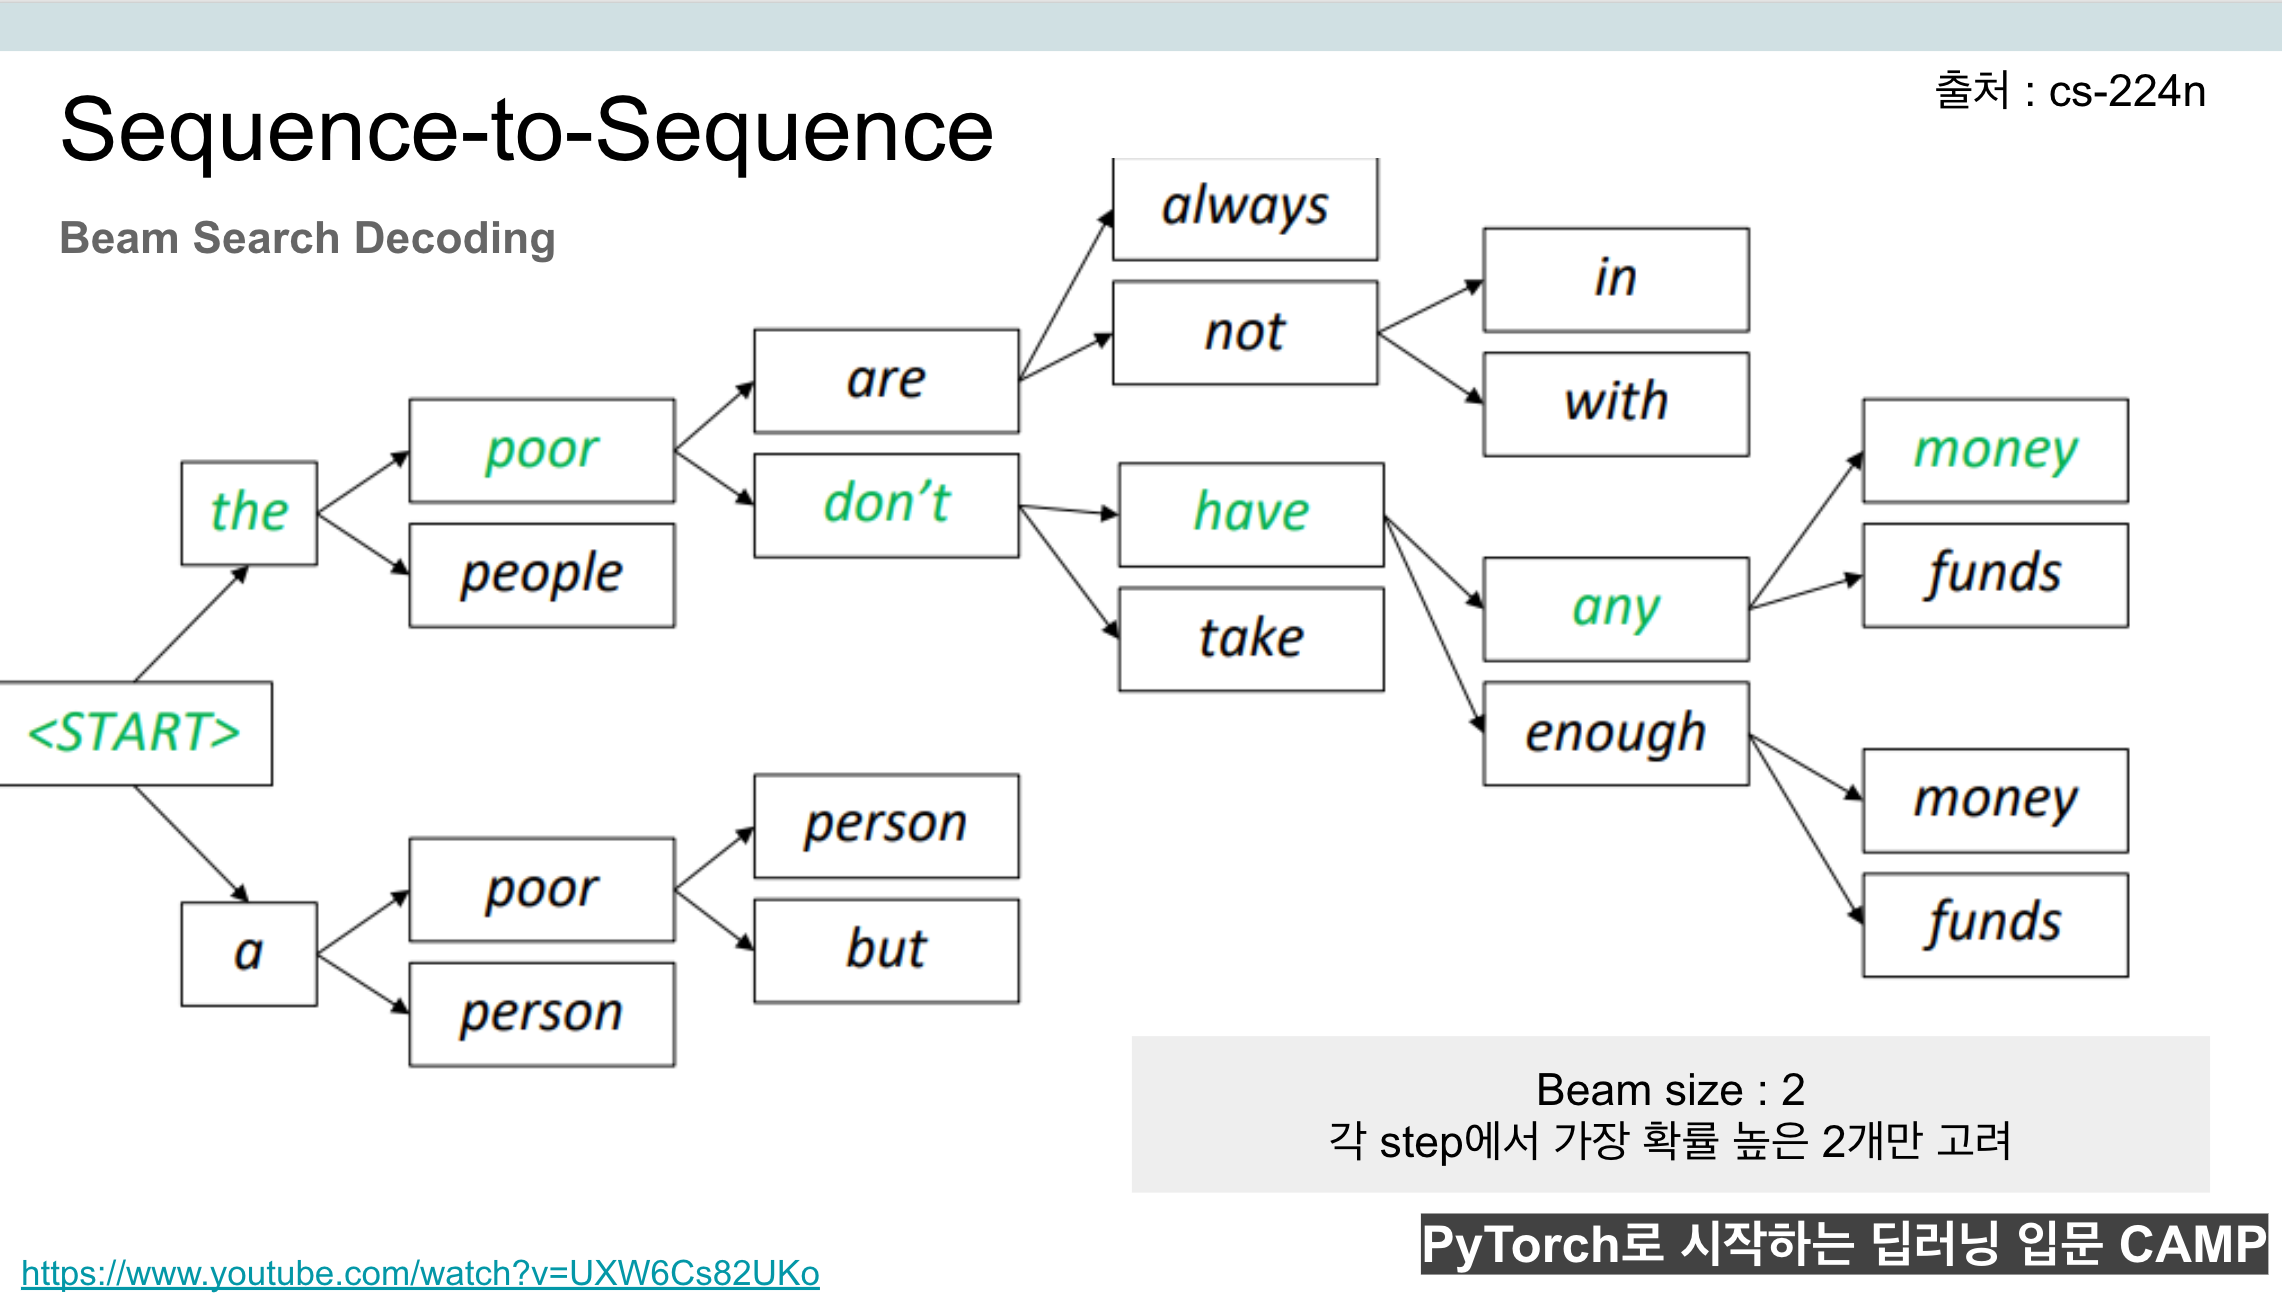 출처 : cs-224n
Sequence-to-Sequence
Beam Search Decoding
always
in
not
are
with
poor
money
the
don't
have
people
funds
any
take
<START>
enough
person
money
poor
but
funds
a
person
Beam size : 2
각 step에서 가장 확률 높은 2개만 고려
PyTorch로 시작하는 딥러닝 입문 CAMP
https://www.youtube.com/watch?v=UXW6Cs82UKo